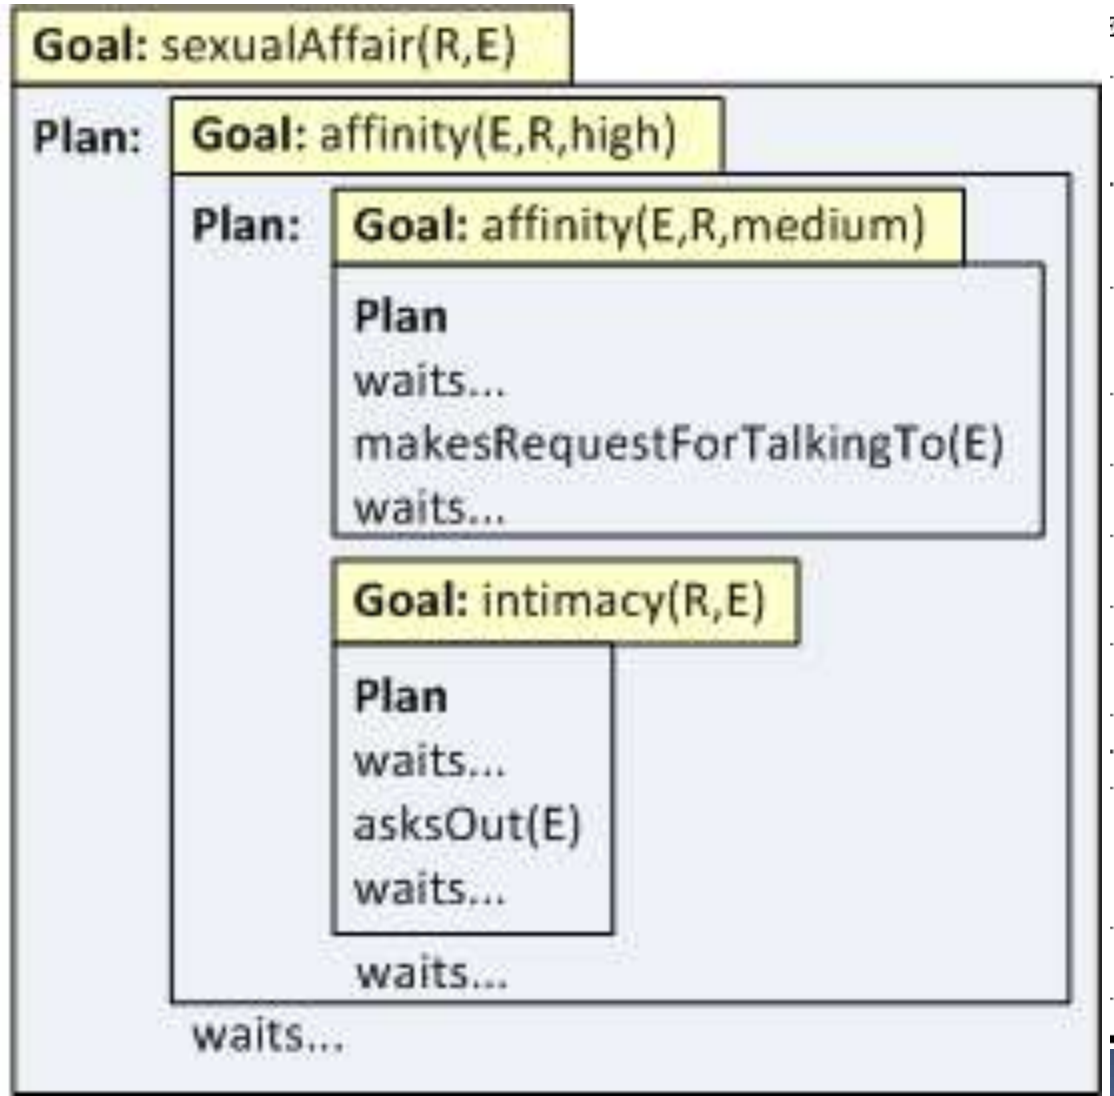 Goal: sexualAffair(R,E)
Plan: Goal: affinity(E,R,high)
Plan: Goal: affinity(E,R,medium)
Plan
waits...
makesRequestForTalkingTo(E)
waits...
Goal: intimacy(R,E)
Plan
waits...
asksOut(E)
waits...
waits...
waits...